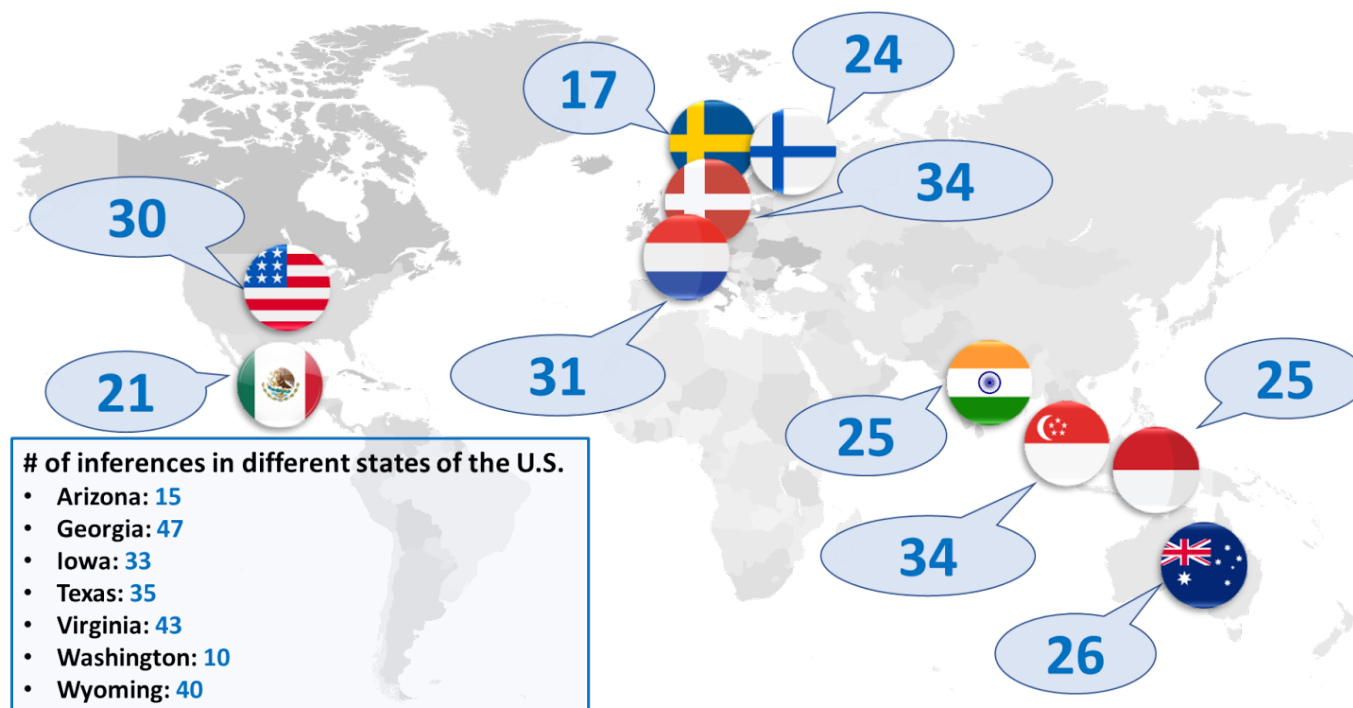 24
17
34
30
31
21
25
25
34
26
# of inferences in different states of the U.S.
• Arizona: 15
• Georgia: 47
• Iowa: 33
• Texas: 35
• Virginia: 43
• Washington: 10
• Wyoming: 40